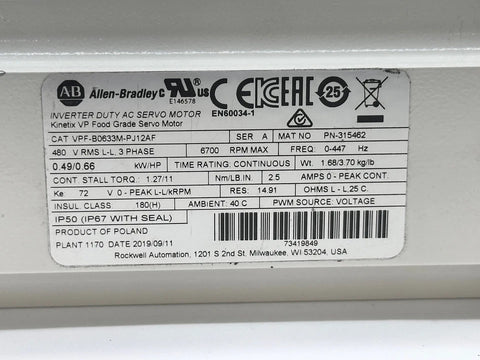 AB Allen-Bradley c UR us CE EAC 25
E146578
INVERTER DUTY AC SERVO MOTOR EN60034-1
Kinetix VP Food Grade Servo Motor
CAT VPF-B0633M-PJ12AF SER A MAT NO PN-315462
480 V RMS L-L, 3 PHASE 6700 RPM MAX FREQ: 0-447 Hz
0.49/0.66 kW/HP TIME RATING: CONTINUOUS Wt: 1.68/3.70 kg/lb
CONT. STALL TORQ.: 1.27/11 Nm/LB.IN 2.5 AMPS 0 - PEAK CONT.
Ke: 72 V 0 - PEAK L-L/kRPM RES: 14.91 OHMS L - L,25 C.
INSUL. CLASS 180(H) AMBIENT: 40 C PWM SOURCE: VOLTAGE
IP50 (IP67 WITH SEAL)
PRODUCT OF POLAND
PLANT 1170 DATE 2019/09/11 73419849
Rockwell Automation, 1201 S 2nd St. Milwaukee, WI 53204, USA